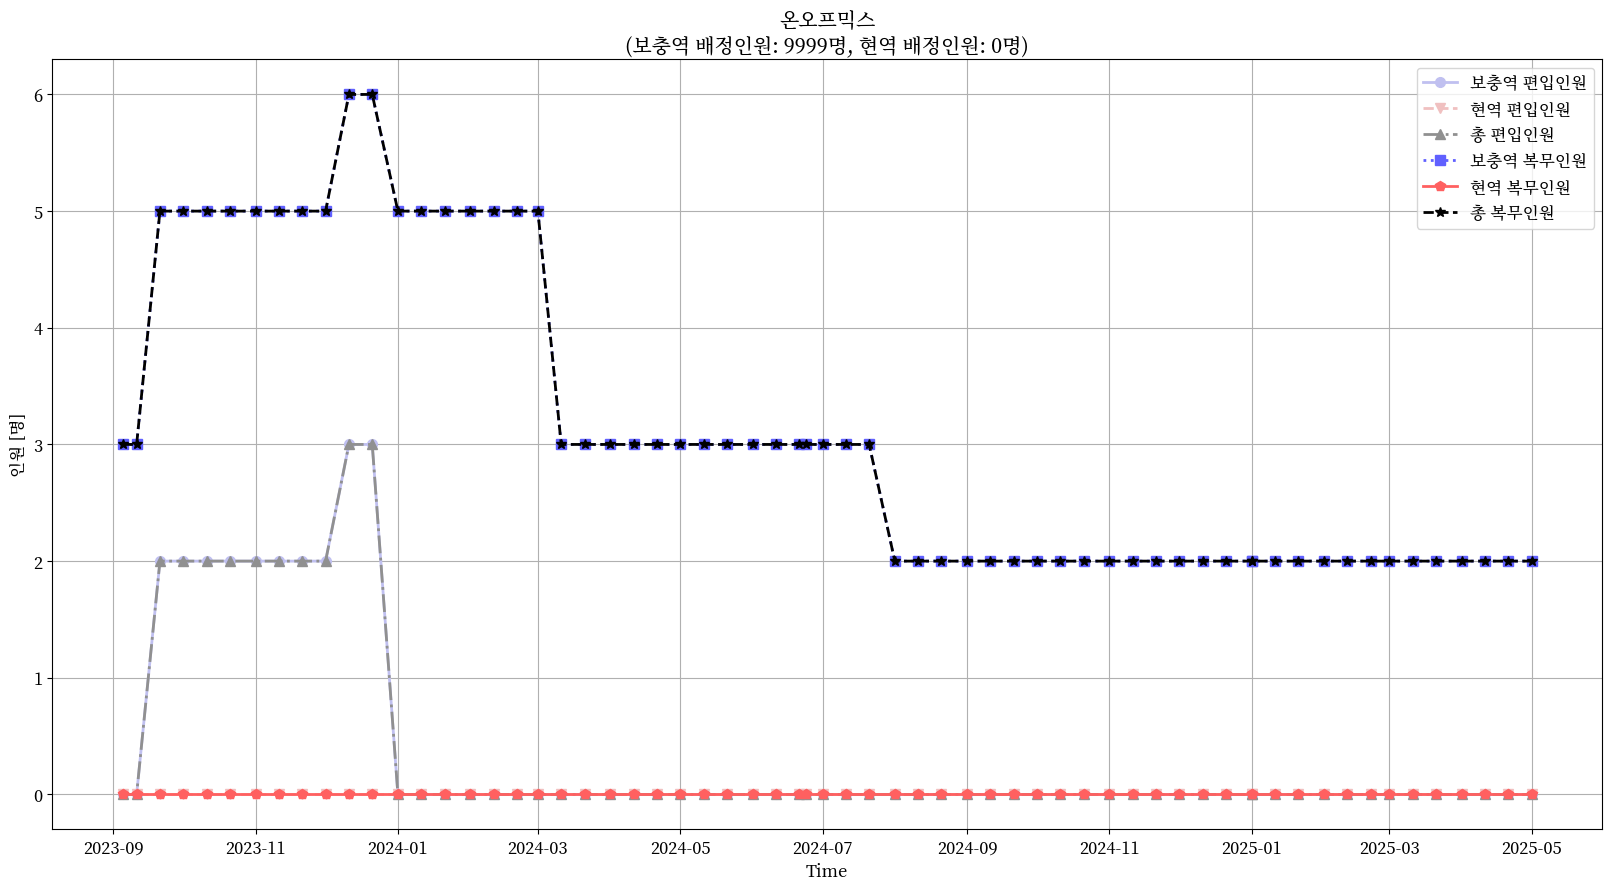 온오프믹스
(보충역 배정인원: 9999명, 현역 배정인원: 0명)
보충역 편입인원
현역 편입인원
총 편입인원
보충역 복무인원
현역 복무인원
총 복무인원
인원 [명]
6
5
4
3
2
1
0
2023-09 2023-11 2024-01 2024-03 2024-05 2024-07 2024-09 2024-11 2025-01 2025-03 2025-05
Time